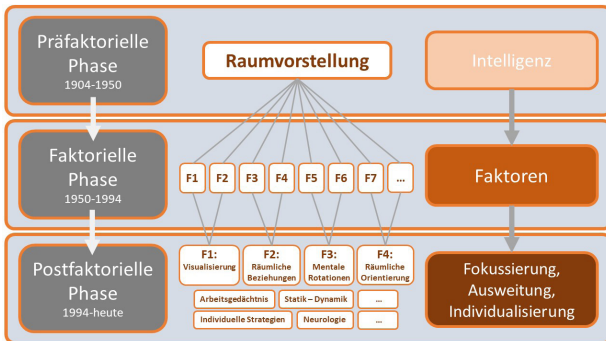 Präfaktorielle
Phase
1904-1950
Raumvorstellung
Intelligenz
Faktorielle
Phase
1950-1994
F1
F2
F3
F4
F5
F6
F7
...
Faktoren
Postfaktorielle
Phase
1994-heute
F1:
Visualisierung
F2:
Räumliche
Beziehungen
F3:
Mentale
Rotationen
F4:
Räumliche
Orientierung
Arbeitsgedächtnis
Statik – Dynamik
...
Individuelle Strategien
Neurologie
...
Fokussierung,
Ausweitung,
Individualisierung